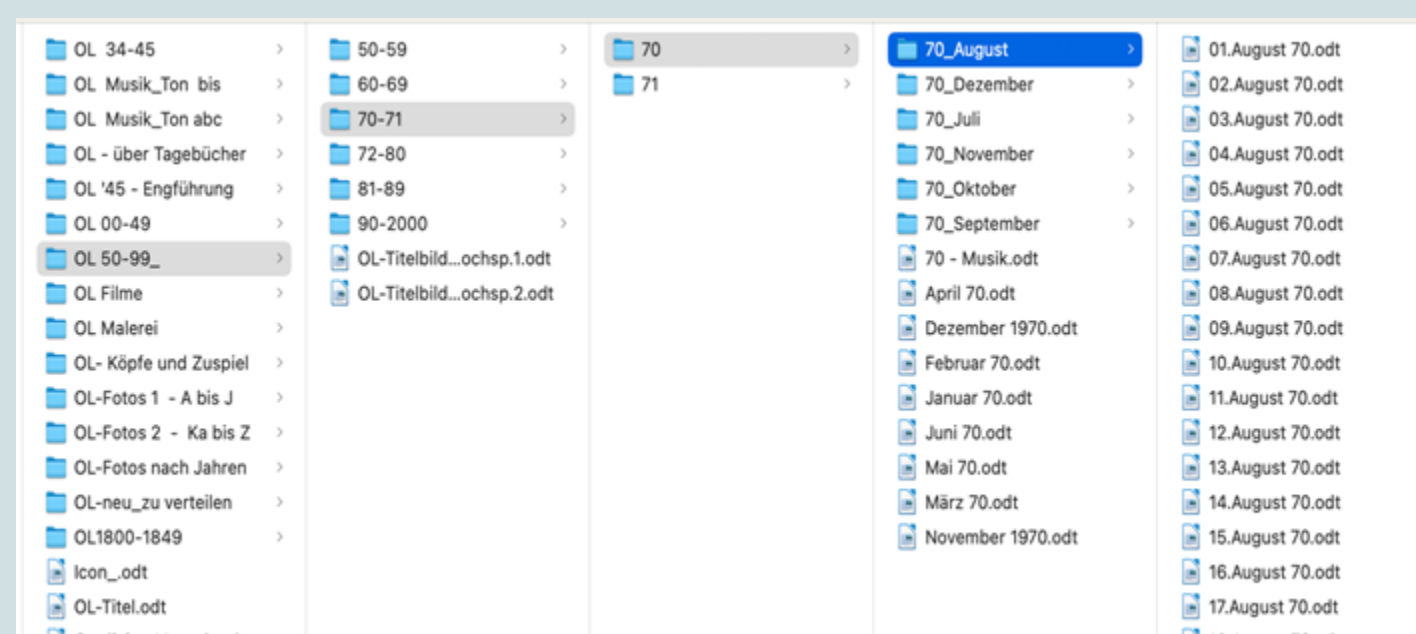 OL  34-45
OL  Musik_Ton  bis
OL  Musik_Ton abc
OL - über Tagebücher
OL '45 - Engführung
OL 00-49
OL 50-99_
OL Filme
OL Malerei
OL- Köpfe und Zuspiel
OL-Fotos 1  - A bis J
OL-Fotos 2  -  Ka bis Z
OL-Fotos nach Jahren
OL-neu_zu verteilen
OL1800-1849
Icon_.odt
OL-Titel.odt
50-59
60-69
70-71
72-80
81-89
90-2000
OL-Titelbild...ochsp.1.odt
OL-Titelbild...ochsp.2.odt
70
71
70_August
70_Dezember
70_Juli
70_November
70_Oktober
70_September
70 - Musik.odt
April 70.odt
Dezember 1970.odt
Februar 70.odt
Januar 70.odt
Juni 70.odt
Mai 70.odt
März 70.odt
November 1970.odt
01.August 70.odt
02.August 70.odt
03.August 70.odt
04.August 70.odt
05.August 70.odt
06.August 70.odt
07.August 70.odt
08.August 70.odt
09.August 70.odt
10.August 70.odt
11.August 70.odt
12.August 70.odt
13.August 70.odt
14.August 70.odt
15.August 70.odt
16.August 70.odt
17.August 70.odt